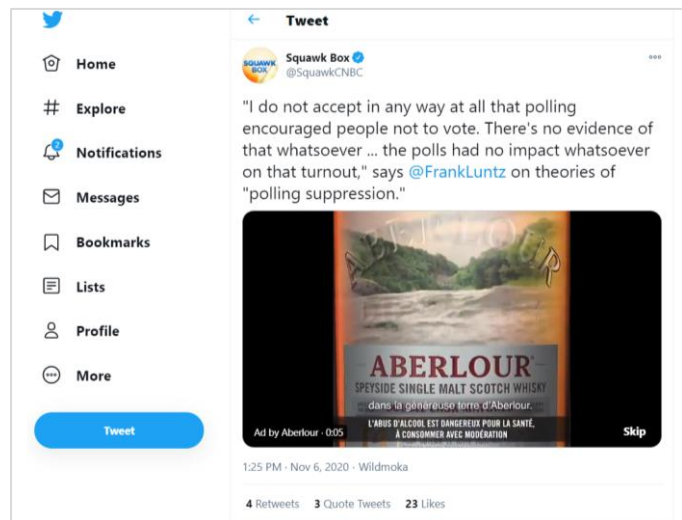 Tweet
Home
Explore
2
Notifications
Messages
Bookmarks
Lists
Profile
More
Tweet
SQUAWK
BOX
Squawk Box
@SquawkCNBC
"I do not accept in any way at all that polling
encouraged people not to vote. There's no evidence of
that whatsoever ... the polls had no impact whatsoever
on that turnout," says @FrankLuntz on theories of
"polling suppression."
ABERLOUR
ABERLOUR
SPEYSIDE SINGLE MALT SCOTCH WHISKY
dans la généreuse terre d'Aberlour.
L'ABUS D'ALCOOL EST DANGEREUX POUR LA SANTÉ,
À CONSOMMER AVEC MODÉRATION
Ad by Aberlour · 0:05
Skip
1:25 PM · Nov 6, 2020 · Wildmoka
4 Retweets 3 Quote Tweets 23 Likes